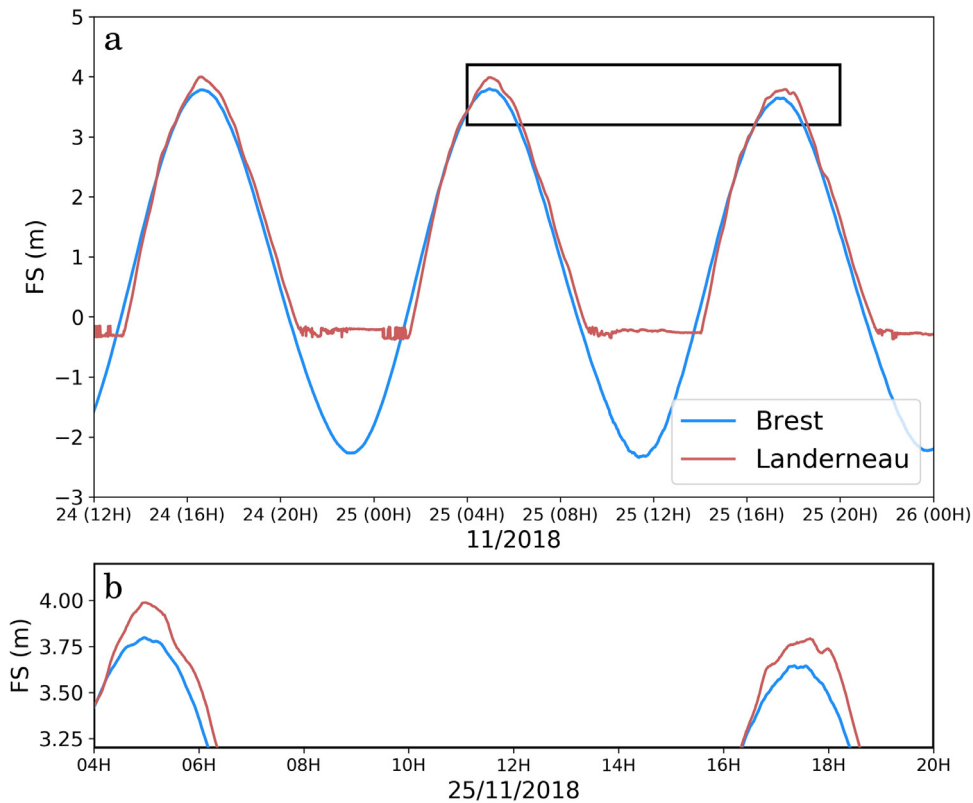 a
5
4
3
2
1
0
−1
−2
−3
FS (m)
Brest
Landerneau
24 (12H) 24 (16H) 24 (20H) 25 (00H) 25 (04H) 25 (08H) 25 (12H) 25 (16H) 25 (20H) 26 (00H)
11/2018
b
4.00
3.75
3.50
3.25
FS (m)
04H 06H 08H 10H 12H 14H 16H 18H 20H
25/11/2018